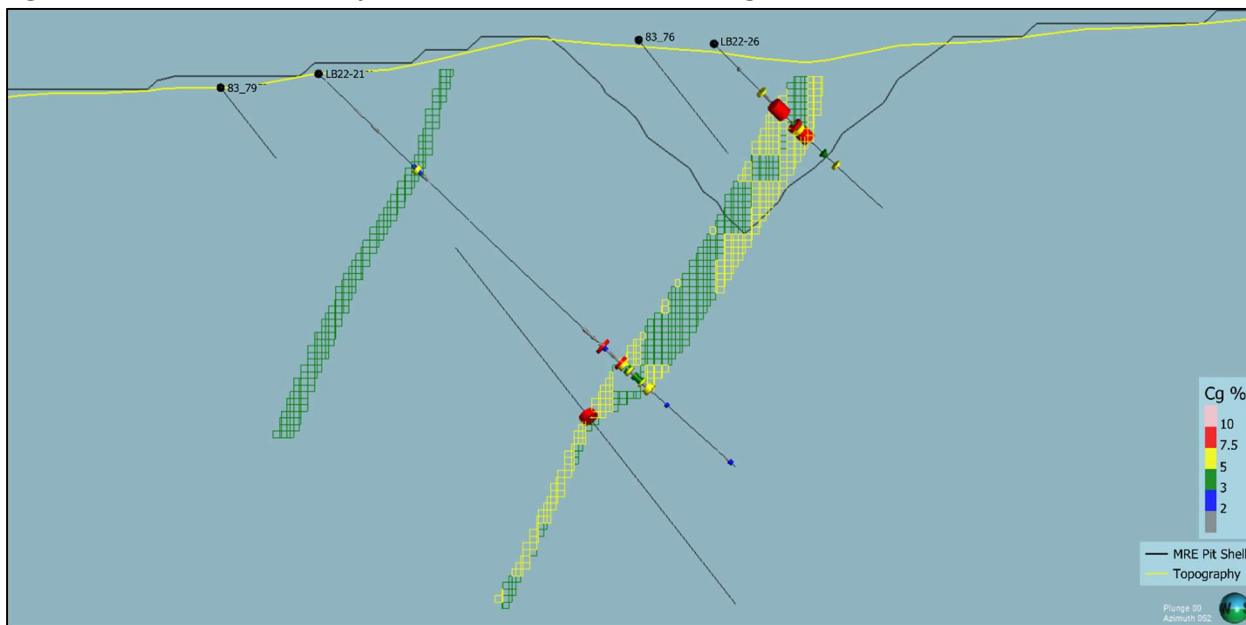 83_76
LB22-26
LB22-21
83_79
Cg %
10
7.5
5
3
2
MRE Pit Shell
Topography
Plunge 00
Azimuth 052